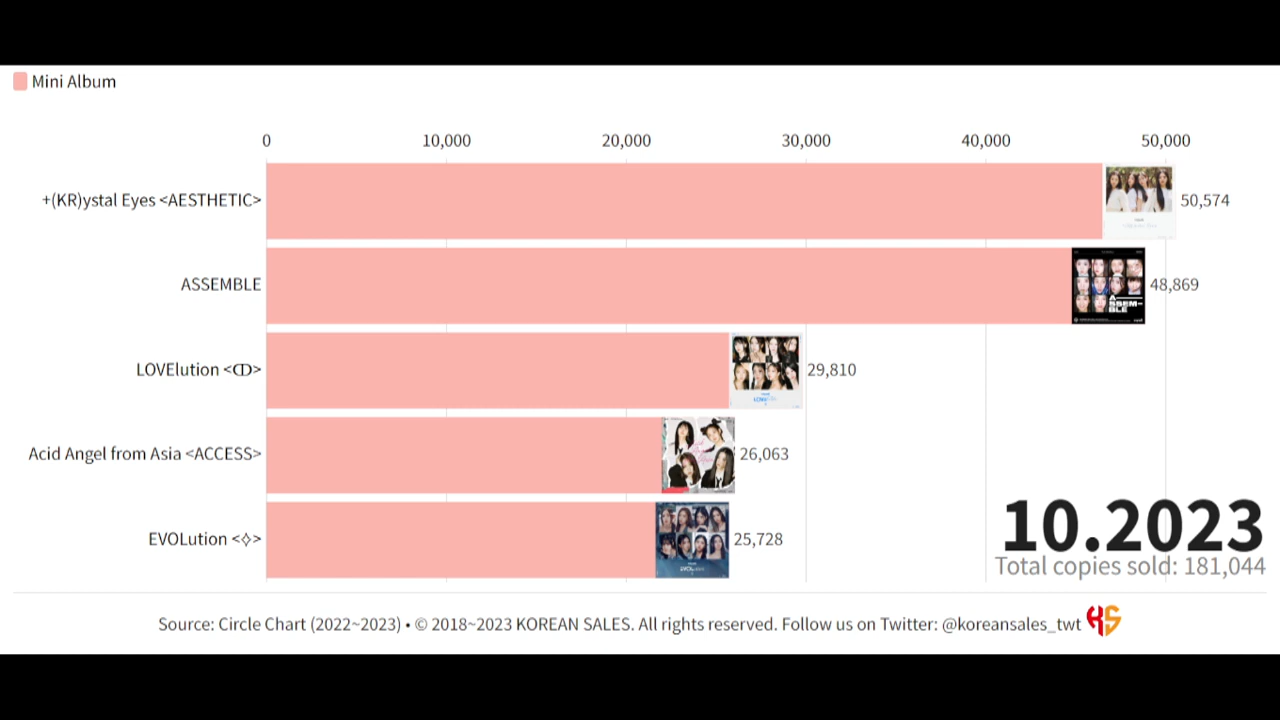 Mini Album
0 10,000 20,000 30,000 40,000 50,000
+(KR)ystal Eyes <AESTHETIC> 50,574
ASSEMBLE 48,869
A
SSEM-
BLE
LOVElution <ↀ> 29,810
Acid Angel from Asia <ACCESS> 26,063
EVOLution <✧> 25,728
10.2023
Total copies sold: 181,044
Source: Circle Chart (2022~2023) • © 2018~2023 KOREAN SALES. All rights reserved. Follow us on Twitter: @koreansales_twt KS